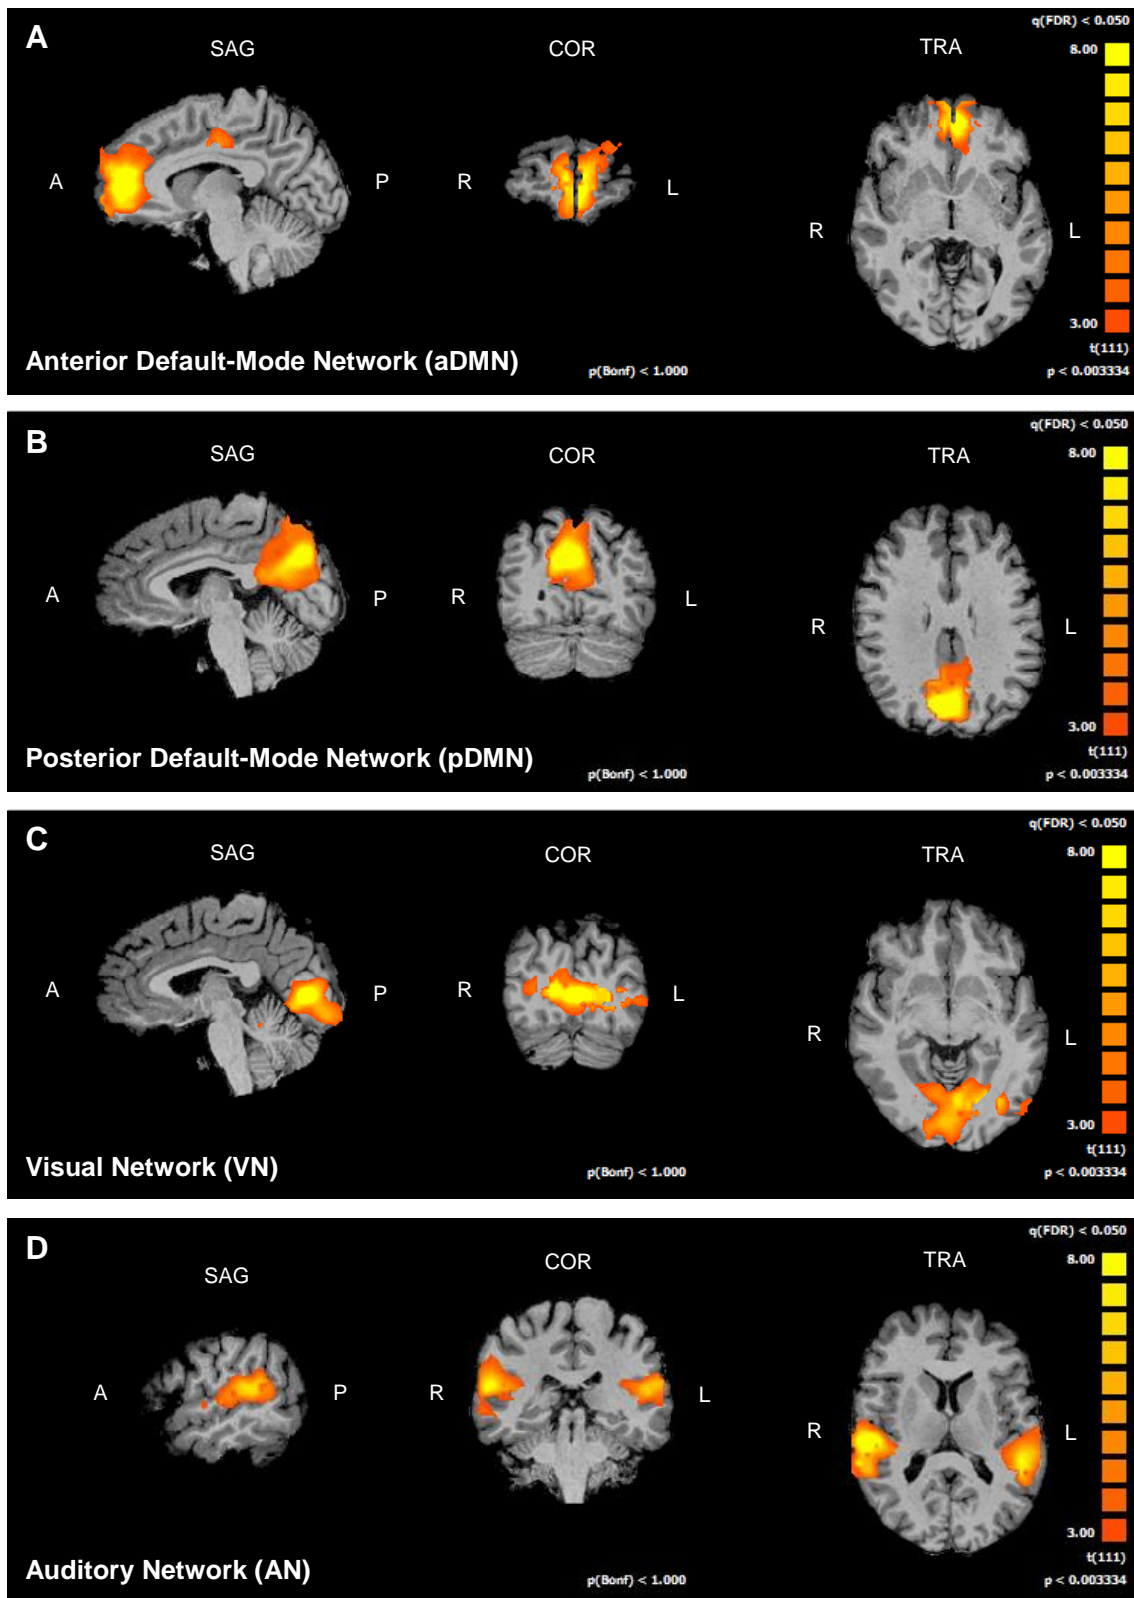 A
SAG
COR
TRA
q(FDR) < 0.050
8.00
A
P
R
L
R
L
3.00
t(111)
Anterior Default-Mode Network (aDMN)
p(Bonf) < 1.000
p < 0.003334
B
SAG
COR
TRA
q(FDR) < 0.050
8.00
A
P
R
L
R
L
3.00
t(111)
Posterior Default-Mode Network (pDMN)
p(Bonf) < 1.000
p < 0.003334
C
SAG
COR
TRA
q(FDR) < 0.050
8.00
A
P
R
L
R
L
3.00
t(111)
Visual Network (VN)
p(Bonf) < 1.000
p < 0.003334
D
SAG
COR
TRA
q(FDR) < 0.050
8.00
A
P
R
L
R
L
3.00
t(111)
Auditory Network (AN)
p(Bonf) < 1.000
p < 0.003334